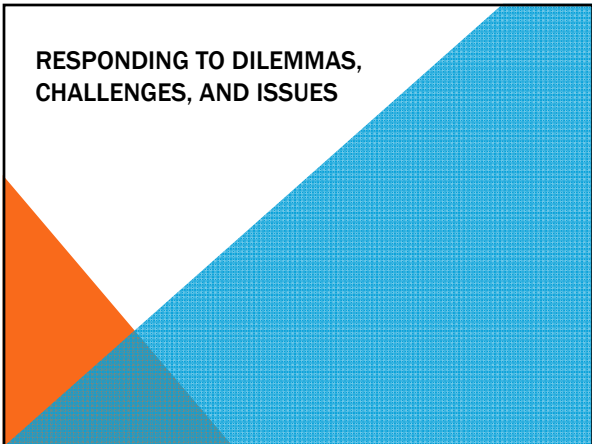 RESPONDING TO DILEMMAS,
CHALLENGES, AND ISSUES